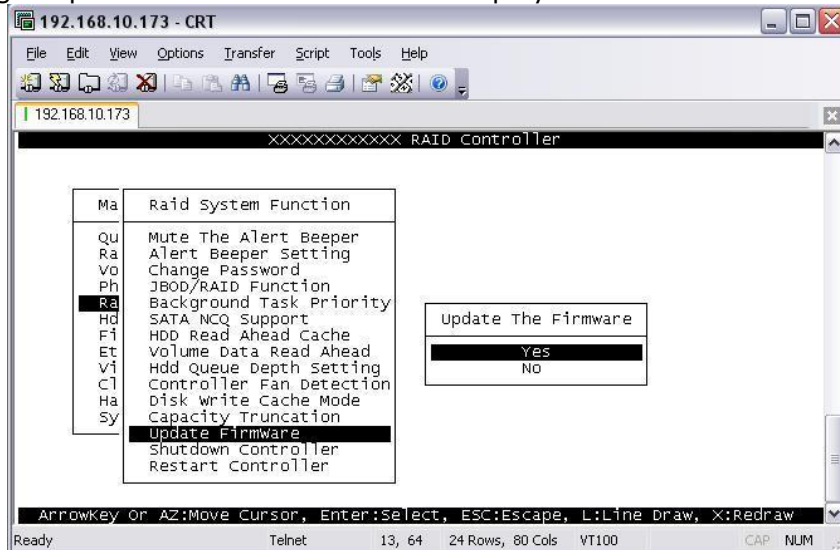 192.168.10.173 - CRT
File Edit View Options Transfer Script Tools Help
192.168.10.173
XXXXXXXXXXXX RAID Controller
Ma
Qu
Ra
Vo
Ph
Ra
Hd
Fi
Et
Vi
Cl
Ha
Sy
Raid System Function
Mute The Alert Beeper
Alert Beeper Setting
Change Password
JBOD/RAID Function
Background Task Priority
SATA NCQ Support
HDD Read Ahead Cache
Volume Data Read Ahead
Hdd Queue Depth Setting
Controller Fan Detection
Disk Write Cache Mode
Capacity Truncation
Update Firmware
Shutdown Controller
Restart Controller
Update The Firmware
Yes
No
ArrowKey Or AZ:Move Cursor, Enter:Select, ESC:Escape, L:Line Draw, X:Redraw
Ready Telnet 13, 64 24 Rows, 80 Cols VT100 CAP NUM